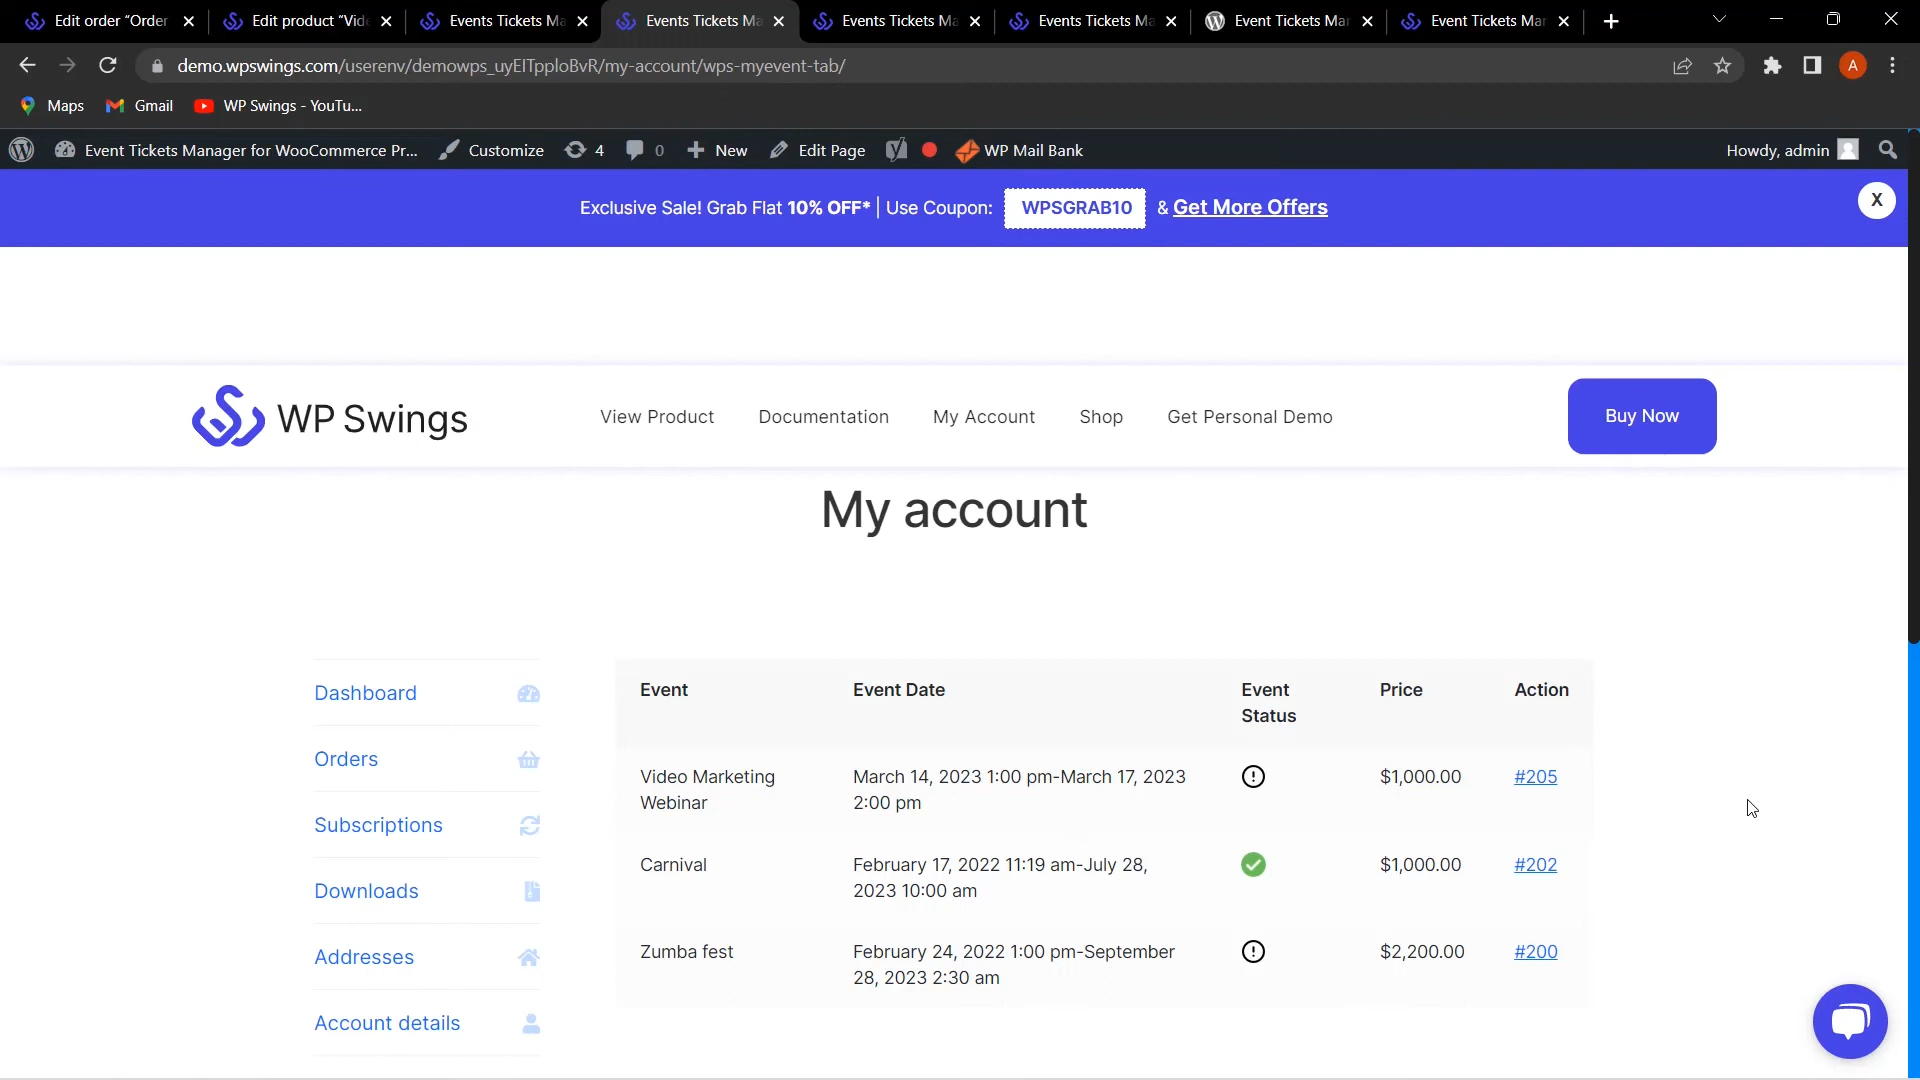 Edit order “Order
Edit product “Vid
Events Tickets Ma
Events Tickets Ma
Events Tickets Ma
Events Tickets Ma
Event Tickets Mar
Event Tickets Mar
demo.wpswings.com/userenv/demowps_uyEITpploBvR/my-account/wps-myevent-tab/
A
Maps
Gmail
WP Swings - YouTu...
Event Tickets Manager for WooCommerce Pr...
Customize
4
0
New
Edit Page
WP Mail Bank
Howdy, admin
Exclusive Sale! Grab Flat 10% OFF* | Use Coupon: WPSGRAB10 & Get More Offers
X
WP Swings
View Product
Documentation
My Account
Shop
Get Personal Demo
Buy Now
My account
Dashboard
Orders
Subscriptions
Downloads
Addresses
Account details
Event
Event Date
Event
Status
Price
Action
Video Marketing
Webinar
March 14, 2023 1:00 pm-March 17, 2023
2:00 pm
$1,000.00
#205
Carnival
February 17, 2022 11:19 am-July 28,
2023 10:00 am
$1,000.00
#202
Zumba fest
February 24, 2022 1:00 pm-September
28, 2023 2:30 am
$2,200.00
#200